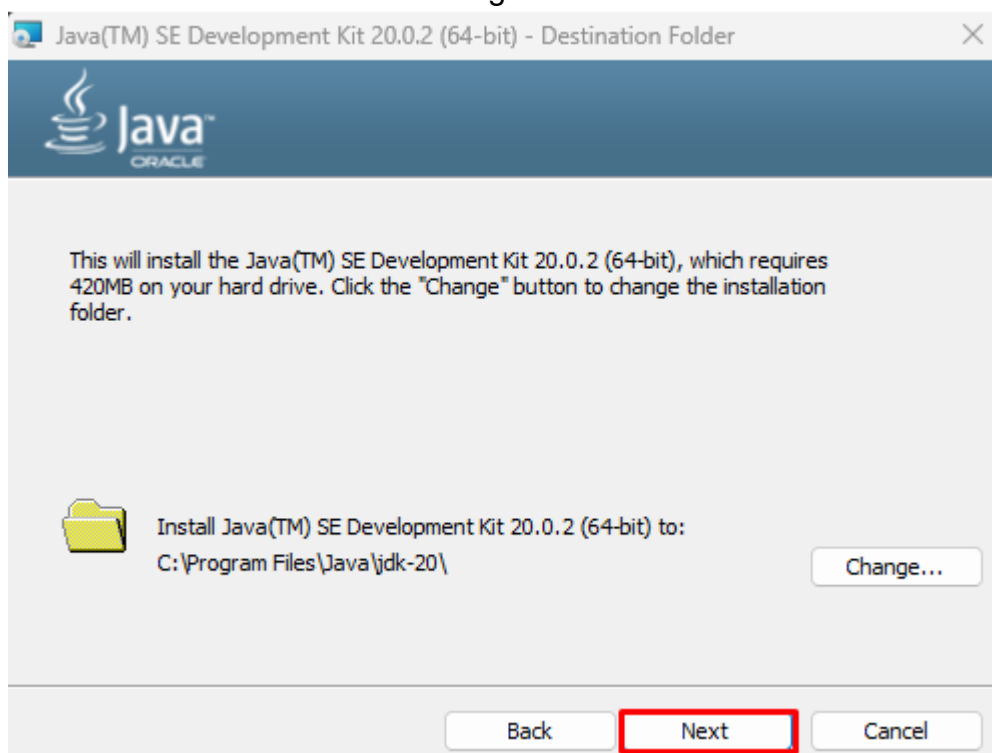 Java(TM) SE Development Kit 20.0.2 (64-bit) - Destination Folder
Java™
ORACLE
This will install the Java(TM) SE Development Kit 20.0.2 (64-bit), which requires
420MB on your hard drive. Click the "Change" button to change the installation
folder.
Install Java(TM) SE Development Kit 20.0.2 (64-bit) to:
C:\Program Files\Java\jdk-20\
Change...
Back
Next
Cancel